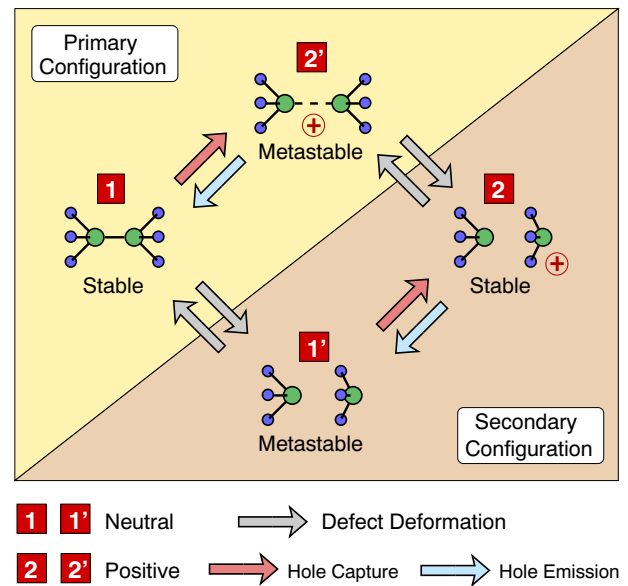 Primary
Configuration
2'
+
Metastable
1
Stable
2
+
Stable
1'
Metastable
Secondary
Configuration
1 1' Neutral Defect Deformation
2 2' Positive Hole Capture Hole Emission